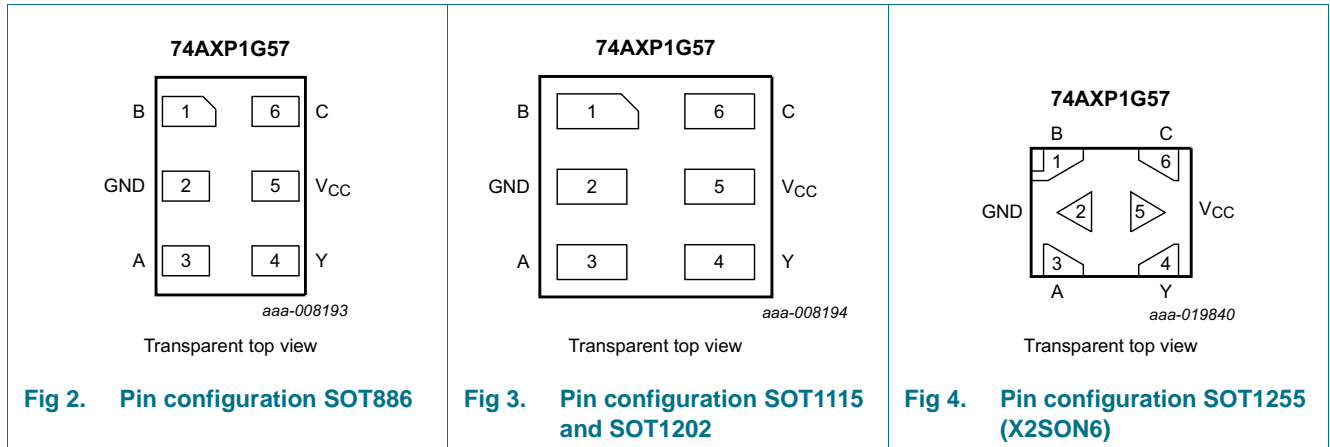 74AXP1G57
B 1 6 C
GND 2 5 VCC
A 3 4 Y
aaa-008193
Transparent top view
Fig 2. Pin configuration SOT886
74AXP1G57
B 1 6 C
GND 2 5 VCC
A 3 4 Y
aaa-008194
Transparent top view
Fig 3. Pin configuration SOT1115
and SOT1202
74AXP1G57
B C
1 6
GND 2 5 VCC
3 4
A Y
aaa-019840
Transparent top view
Fig 4. Pin configuration SOT1255
(X2SON6)